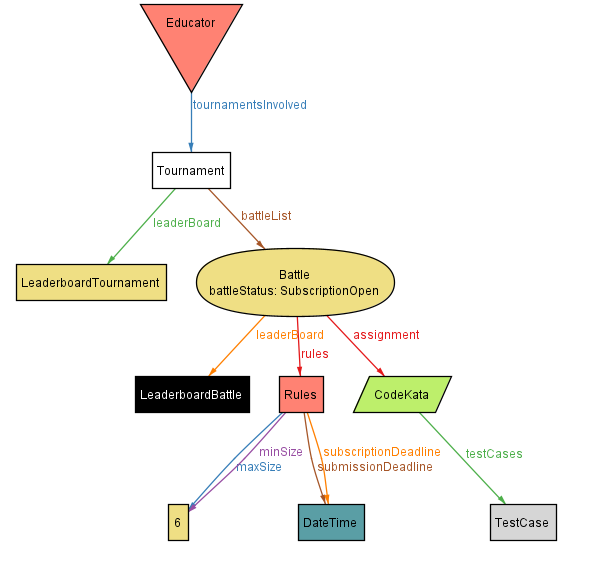 Educator
tournamentsInvolved
Tournament
leaderBoard
battleList
LeaderboardTournament
Battle
battleStatus: SubscriptionOpen
leaderBoard
assignment
rules
LeaderboardBattle
Rules
CodeKata
minSize
subscriptionDeadline
testCases
maxSize
submissionDeadline
6
DateTime
TestCase